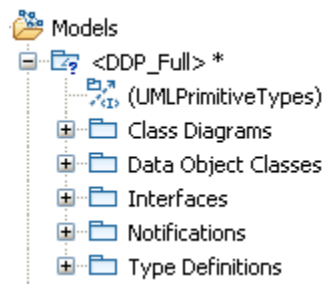 Models
<DDP_Full> *
(UMLPrimitiveTypes)
Class Diagrams
Data Object Classes
Interfaces
Notifications
Type Definitions